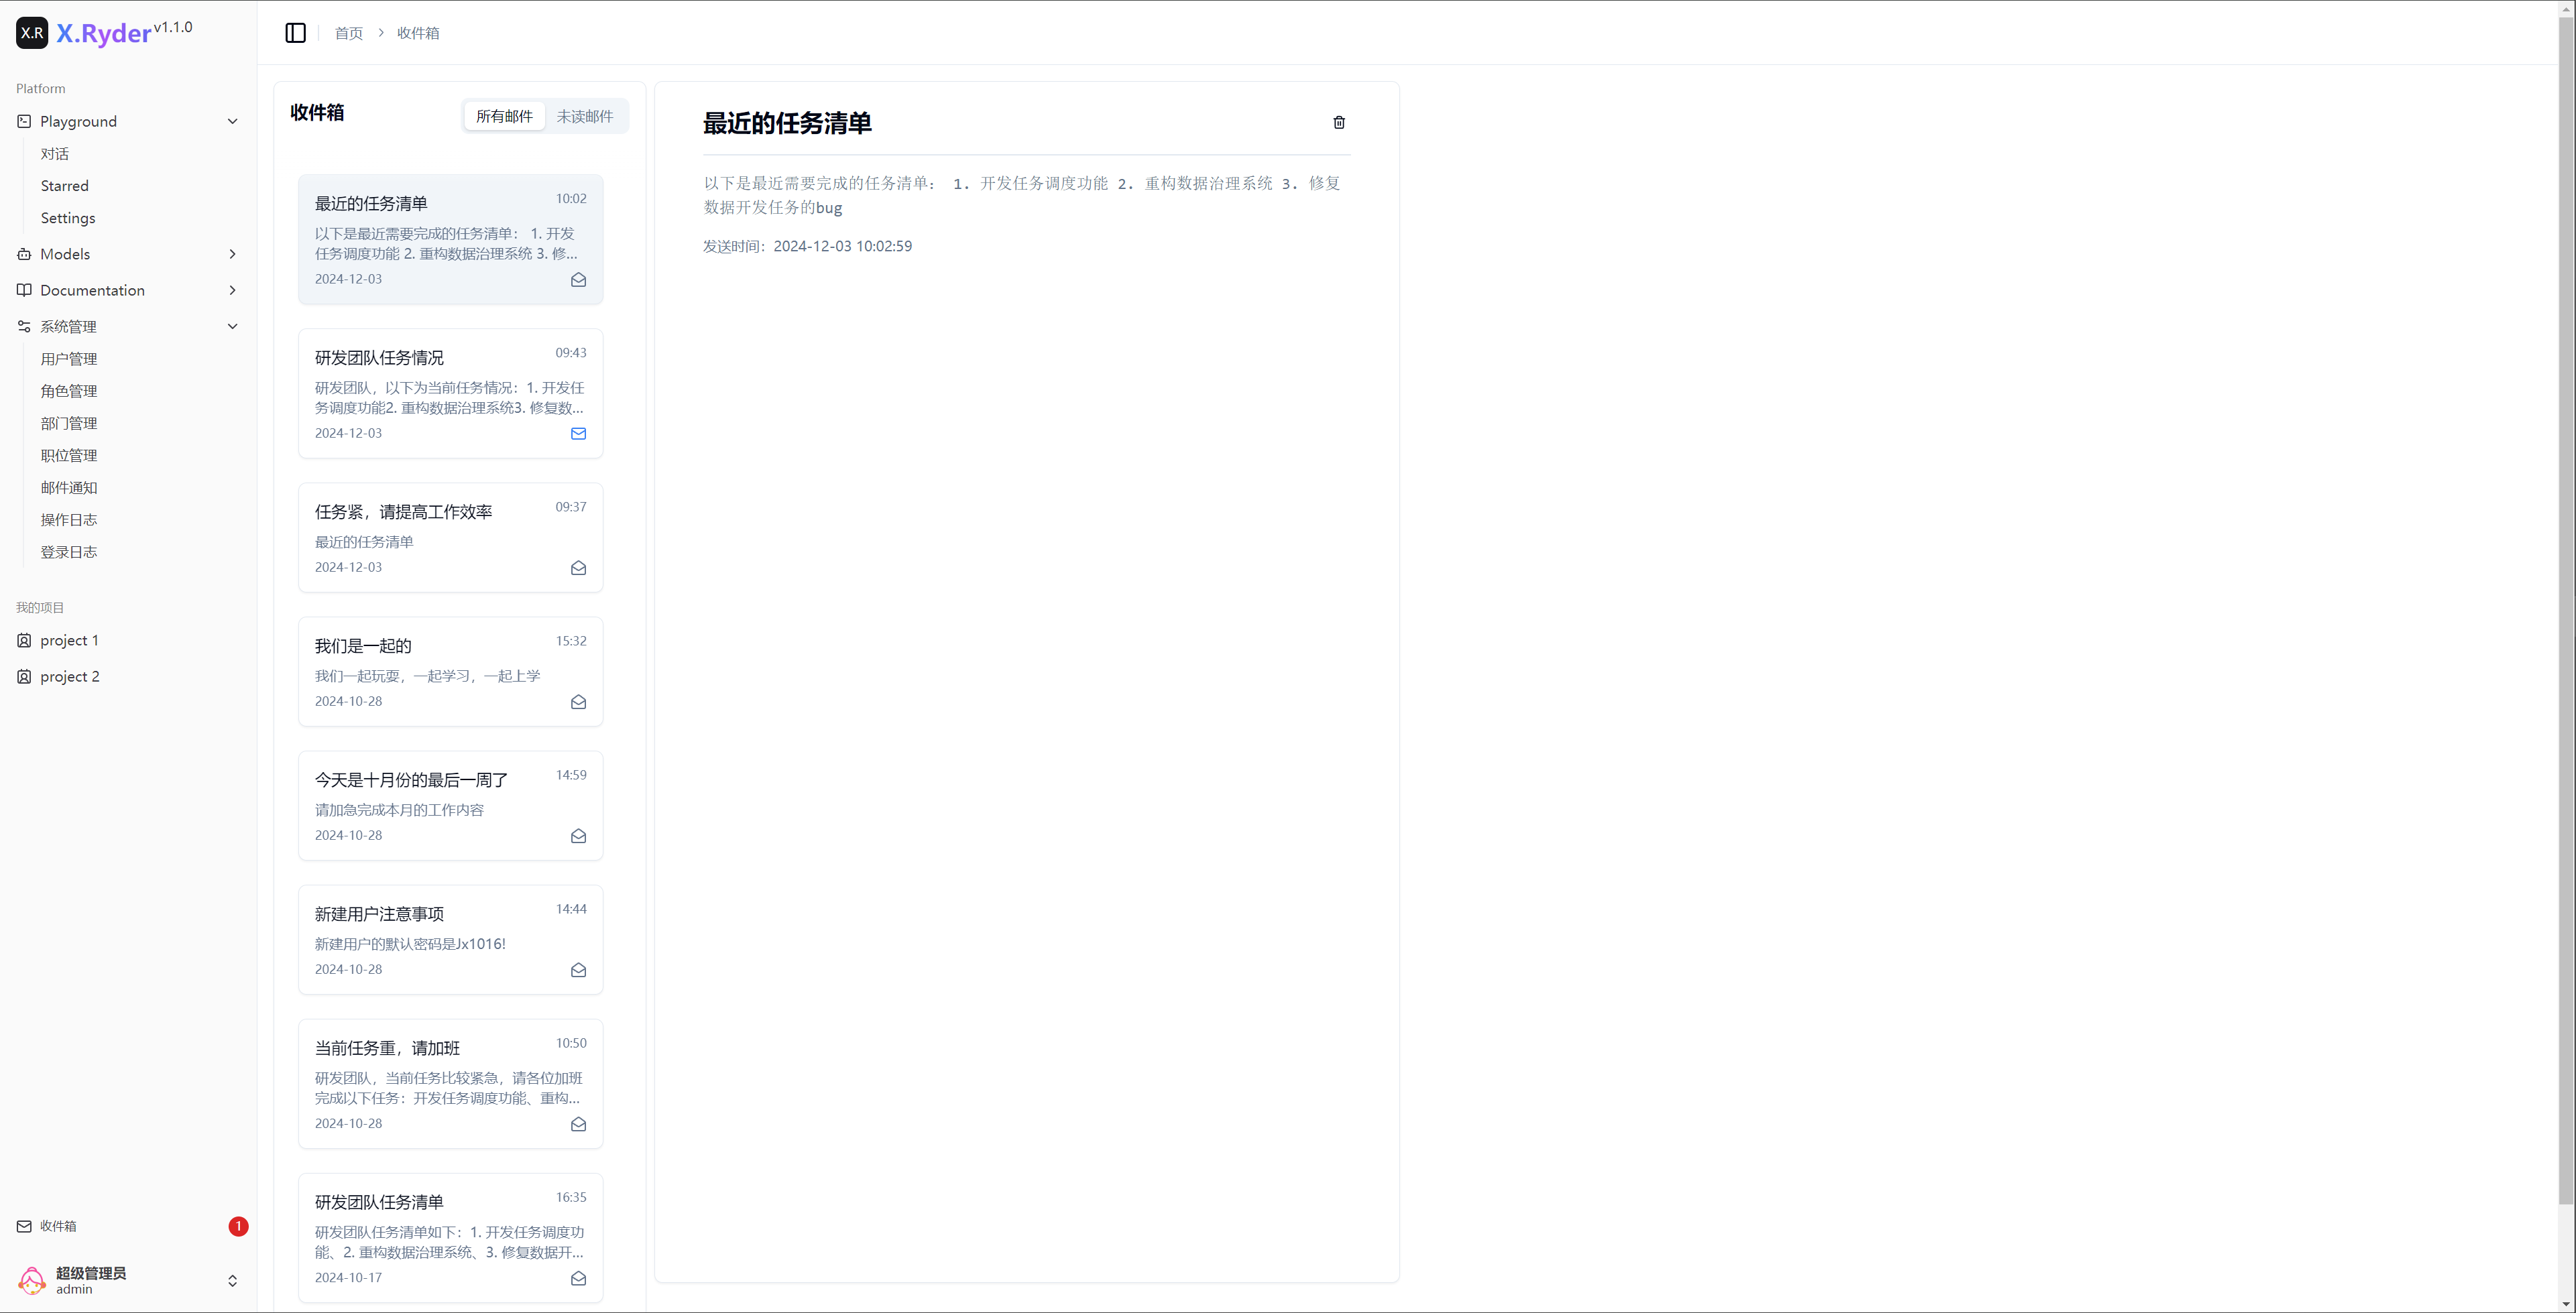 X.R X.Ryder v1.1.0
Platform
Playground
对话
Starred
Settings
Models
Documentation
系统管理
用户管理
角色管理
部门管理
职位管理
邮件通知
操作日志
登录日志
我的项目
project 1
project 2
收件箱 1
超级管理员
admin
首页 > 收件箱
收件箱
所有邮件 未读邮件
最近的任务清单 10:02
以下是最近需要完成的任务清单： 1. 开发
任务调度功能 2. 重构数据治理系统 3. 修...
2024-12-03
研发团队任务情况 09:43
研发团队，以下为当前任务情况：1. 开发任
务调度功能2. 重构数据治理系统3. 修复数...
2024-12-03
任务紧，请提高工作效率 09:37
最近的任务清单
2024-12-03
我们是一起的 15:32
我们一起玩耍，一起学习，一起上学
2024-10-28
今天是十月份的最后一周了 14:59
请加急完成本月的工作内容
2024-10-28
新建用户注意事项 14:44
新建用户的默认密码是Jx1016!
2024-10-28
当前任务重，请加班 10:50
研发团队，当前任务比较紧急，请各位加班
完成以下任务：开发任务调度功能、重构...
2024-10-28
研发团队任务清单 16:35
研发团队任务清单如下：1. 开发任务调度功
能、2. 重构数据治理系统、3. 修复数据开...
2024-10-17
最近的任务清单
以下是最近需要完成的任务清单： 1. 开发任务调度功能 2. 重构数据治理系统 3. 修复
数据开发任务的bug
发送时间：2024-12-03 10:02:59